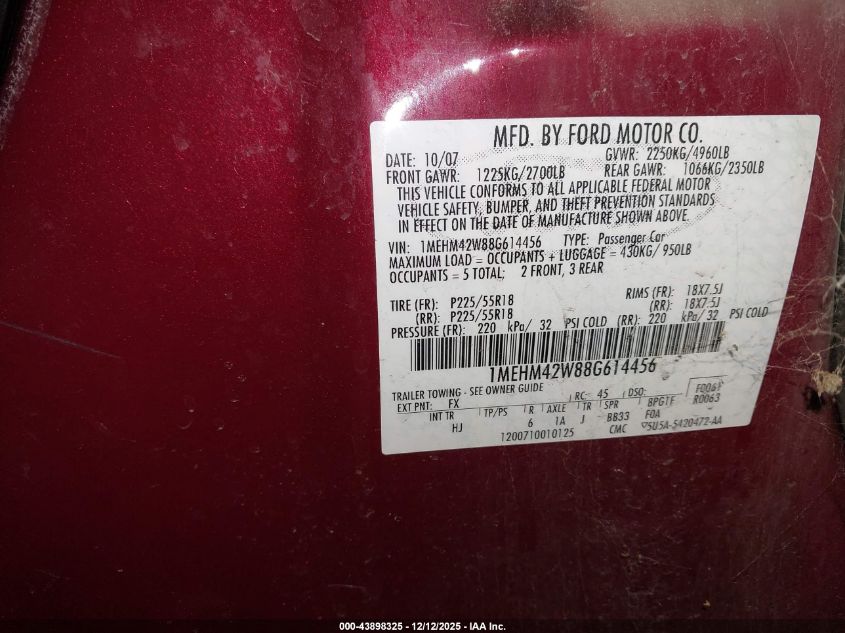 MFD. BY FORD MOTOR CO.
DATE: 10/07 GVWR: 2250KG/4960LB
FRONT GAWR: 1225KG/2700LB REAR GAWR: 1066KG/2350LB
THIS VEHICLE CONFORMS TO ALL APPLICABLE FEDERAL MOTOR
VEHICLE SAFETY, BUMPER, AND THEFT PREVENTION STANDARDS
IN EFFECT ON THE DATE OF MANUFACTURE SHOWN ABOVE.
VIN: 1MEHM42W88G614456 TYPE: Passenger Car
MAXIMUM LOAD = OCCUPANTS + LUGGAGE = 430KG/ 950LB
OCCUPANTS = 5 TOTAL; 2 FRONT, 3 REAR
TIRE (FR): P225/55R18 RIMS (FR): 18X7.5J
(RR): P225/55R18 (RR): 18X7.5J
PRESSURE (FR): 220 kPa/ 32 PSI COLD (RR): 220 kPa/ 32 PSI COLD
1MEHM42W88G614456
TRAILER TOWING - SEE OWNER GUIDE F0061
EXT PNT: FX RC: 45 DSO: R0063
INT TR TP/PS R AXLE TR SPR BPGTF
HJ 6 1A J BB33 F0A
1200710010125 CMC 5U5A-5420472-AA
000-43898325 - 12/12/2025 - IAA Inc.